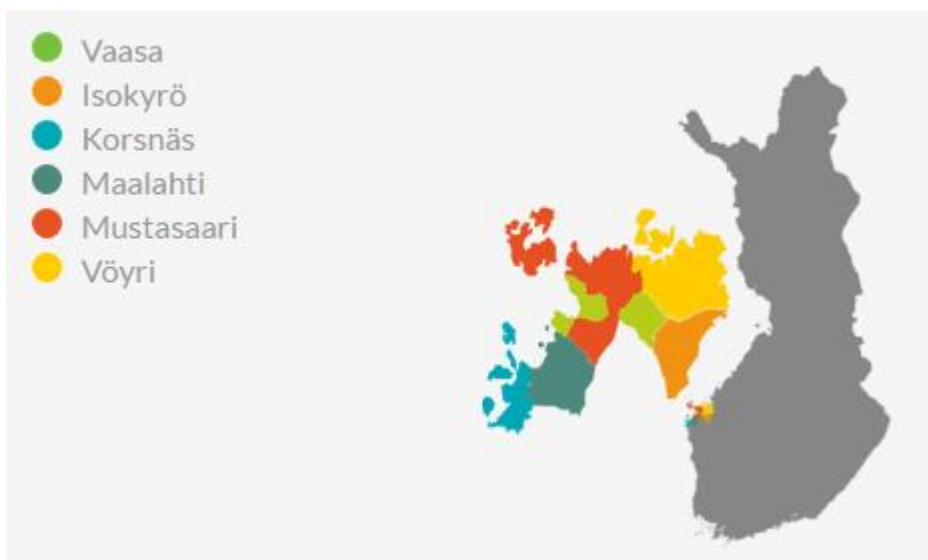 Vaasa
Isokyrö
Korsnäs
Maalahti
Mustasaari
Vöyri